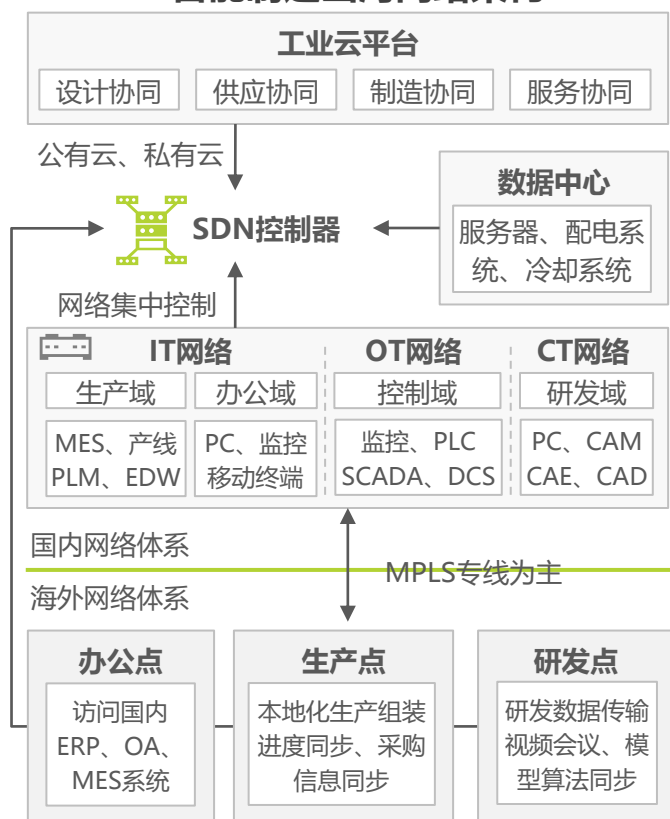 工业云平台
设计协同
供应协同
制造协同
服务协同
公有云、私有云
数据中心
服务器、配电系
统、冷却系统
SDN控制器
网络集中控制
IT网络
OT网络
CT网络
生产域
办公域
控制域
研发域
MES、产线
PLM、EDW
PC、监控
移动终端
监控、PLC
SCADA、DCS
PC、CAM
CAE、CAD
国内网络体系
MPLS专线为主
海外网络体系
办公点
生产点
研发点
访问国内
ERP、OA、
MES系统
本地化生产组装
进度同步、采购
信息同步
研发数据传输
视频会议、模
型算法同步